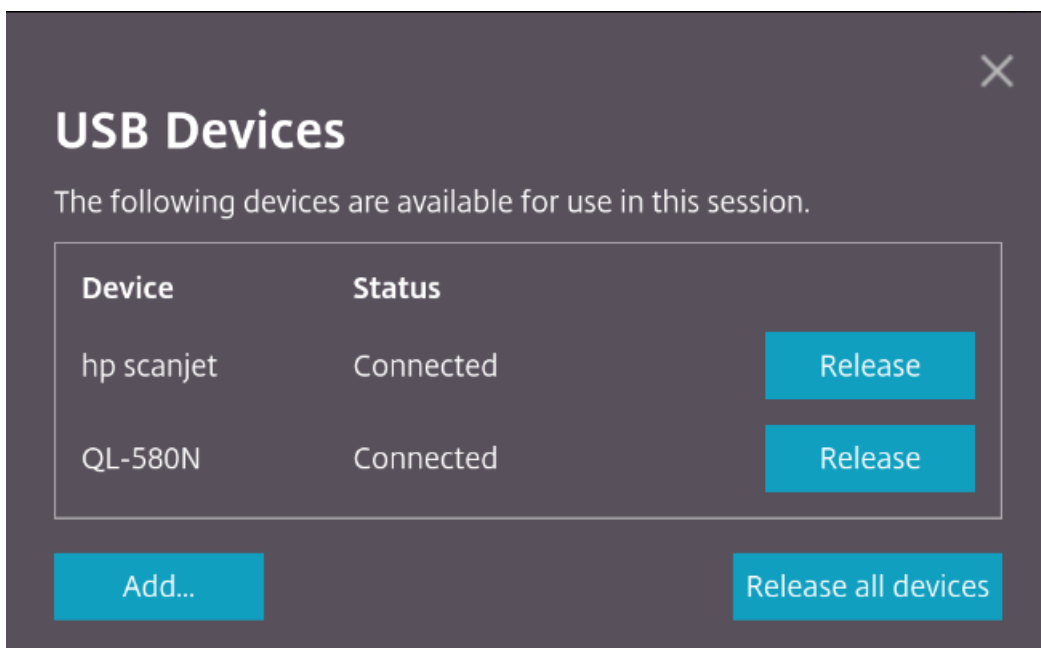 USB Devices
The following devices are available for use in this session.
Device Status
hp scanjet Connected Release
QL-580N Connected Release
Add... Release all devices